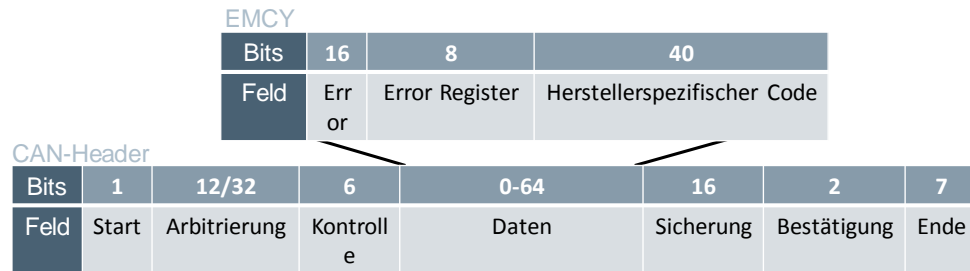 EMCY
Bits 16 8 40
Feld Err Error Register Herstellerspezifischer Code
or
CAN-Header
Bits 1 12/32 6 0-64 16 2 7
Feld Start Arbitrierung Kontroll Daten Sicherung Bestätigung Ende
e